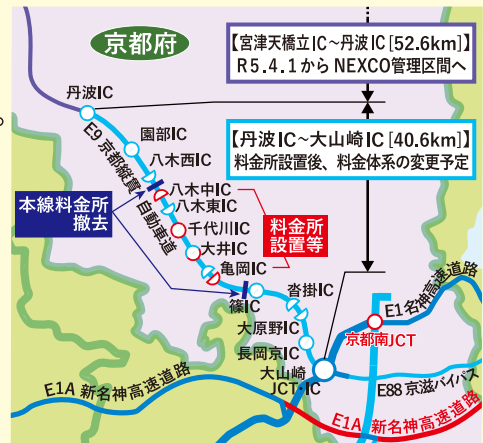 京都府
【宮津天橋立IC~丹波IC[52.6km]】
R5.4.1からNEXCO管理区間へ
丹波IC
【丹波IC~大山崎IC[40.6km]】
料金所設置後、料金体系の変更予定
園部IC
E9 京都縦貫自動車道
八木西IC
八木中IC
八木東IC
本線料金所
撤去
千代川IC
料金所
設置等
大井IC
亀岡IC
篠IC
沓掛IC
大原野IC
長岡京IC
大山崎
JCT・IC
E1名神高速道路
京都南JCT
E88 京滋バイパス
E1A 新名神高速道路
E1A 新名神高速道路